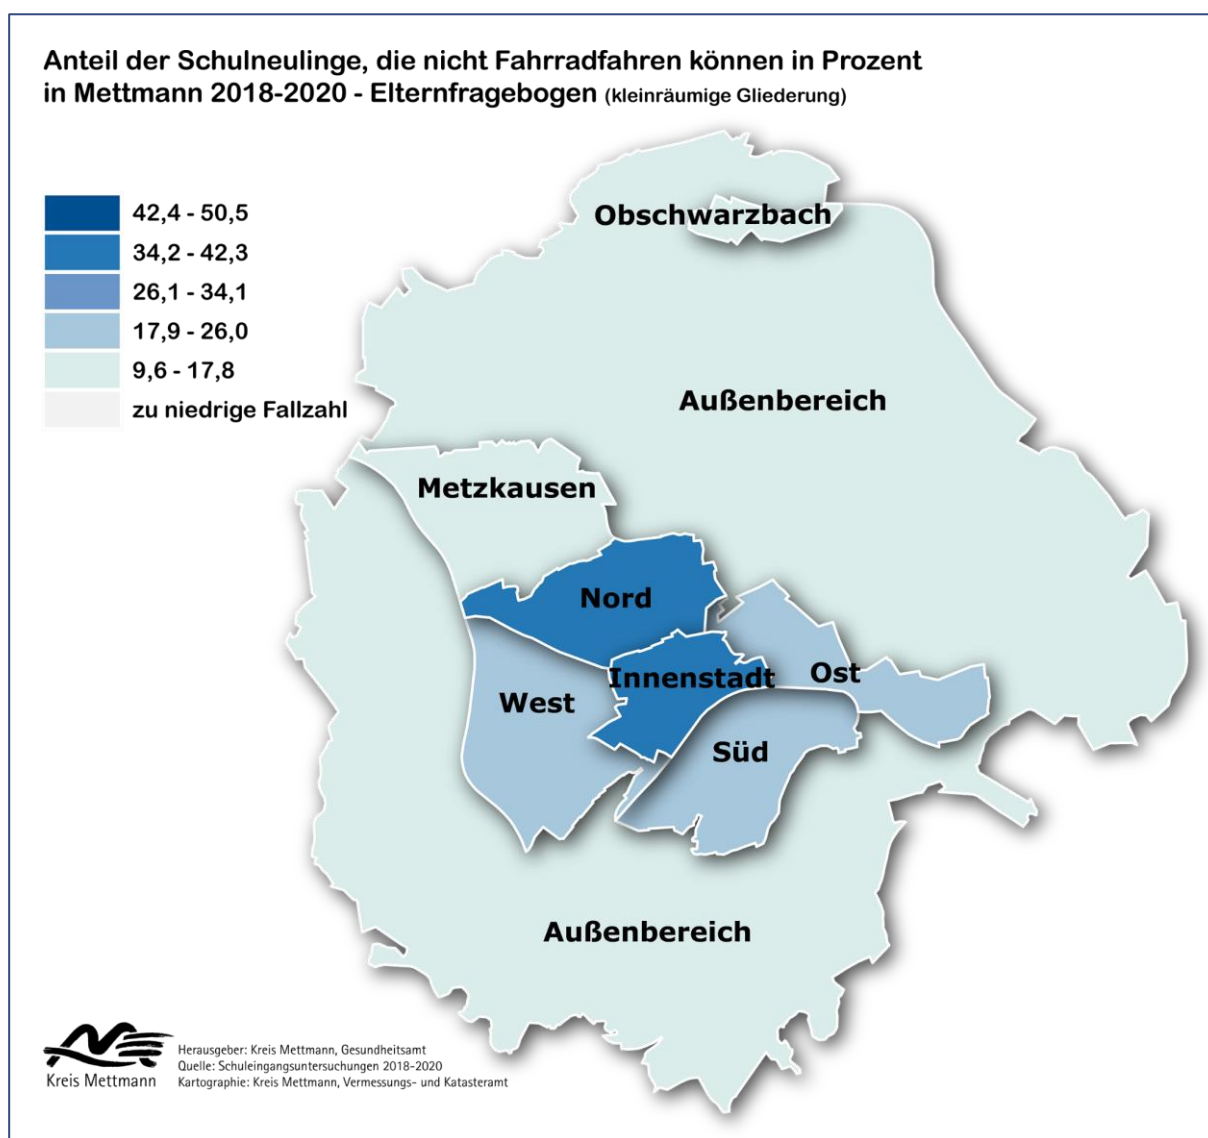 Anteil der Schulneulinge, die nicht Fahrradfahren können in Prozent
in Mettmann 2018-2020 - Elternfragebogen (kleinräumige Gliederung)
42,4 - 50,5
34,2 - 42,3
26,1 - 34,1
17,9 - 26,0
9,6 - 17,8
zu niedrige Fallzahl
Obschwarzbach
Außenbereich
Metzkausen
Nord
Innenstadt
Ost
West
Süd
Außenbereich
Kreis Mettmann
Herausgeber: Kreis Mettmann, Gesundheitsamt
Quelle: Schuleingangsuntersuchungen 2018-2020
Kartographie: Kreis Mettmann, Vermessungs- und Katasteramt